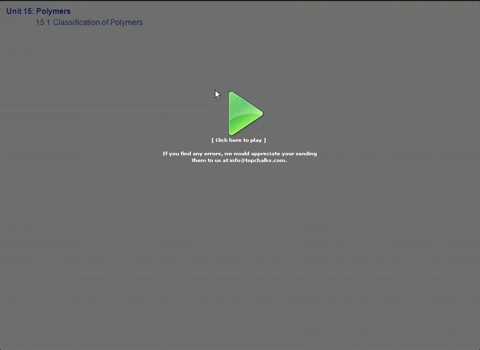 Unit 15: Polymers
15.1 Classification of Polymers
[ Click here to play ]
If you find any errors, we would appreciate your sending
them to us at info@topchalks.com.